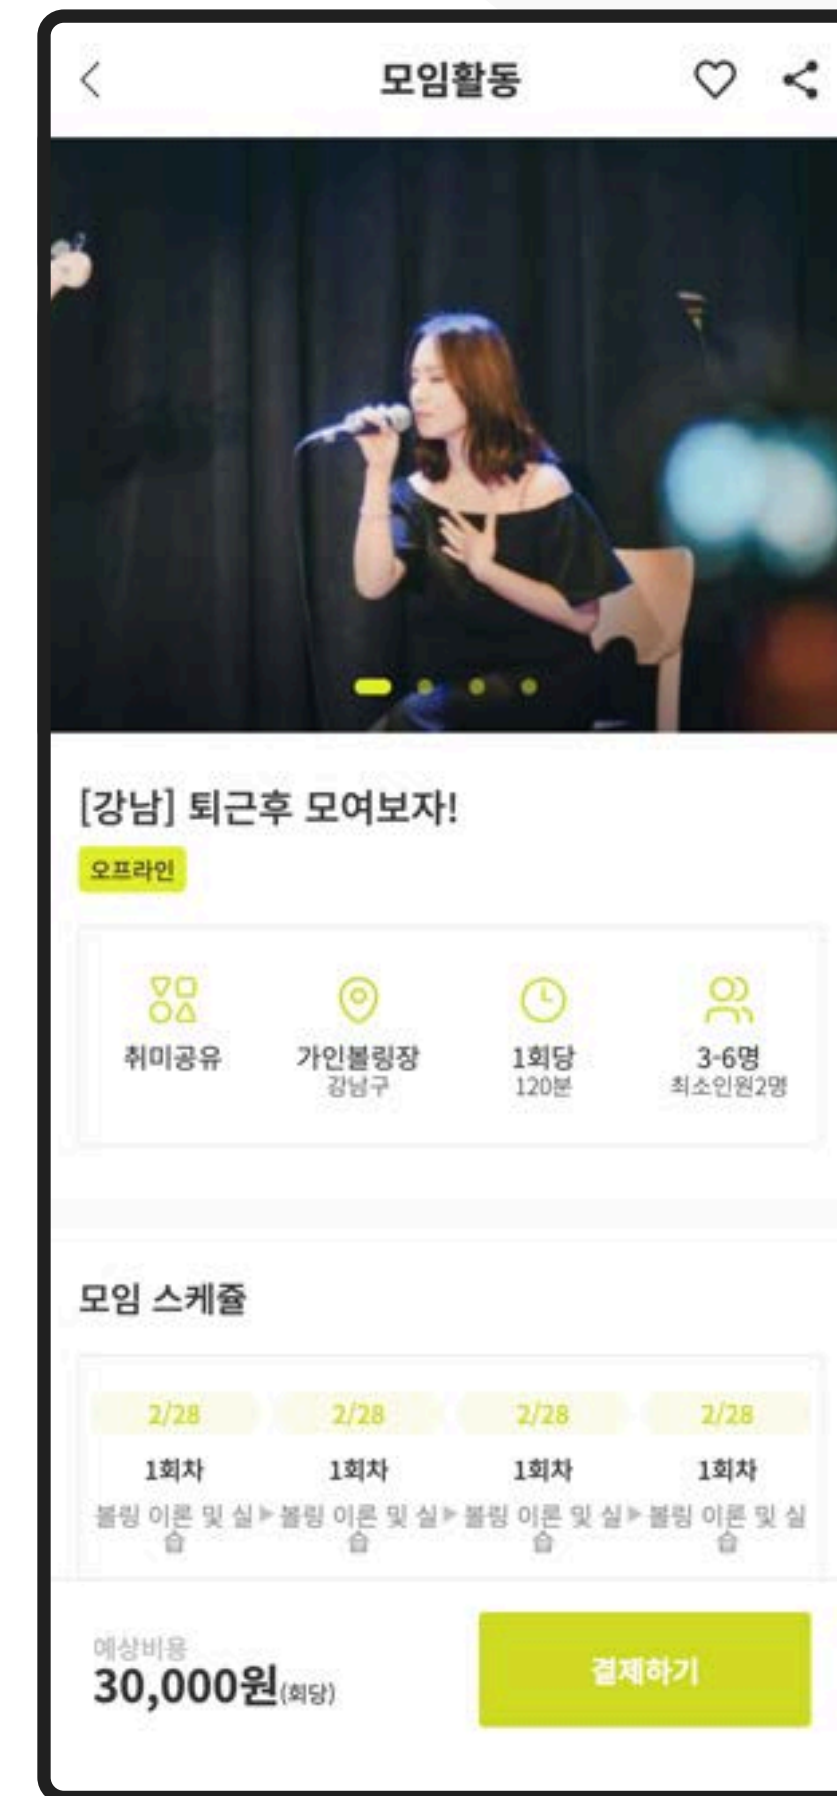 모임활동
[강남] 퇴근후 모여보자!
오프라인
취미공유 가인볼링장 1회당 3-6명
강남구 120분 최소인원2명
모임 스케쥴
2/28 2/28 2/28 2/28
1회차 1회차 1회차 1회차
볼링 이론 및 실 ▶ 볼링 이론 및 실 ▶ 볼링 이론 및 실 ▶ 볼링 이론 및 실
습 습 습 습
예상비용
30,000원(회당)
결제하기